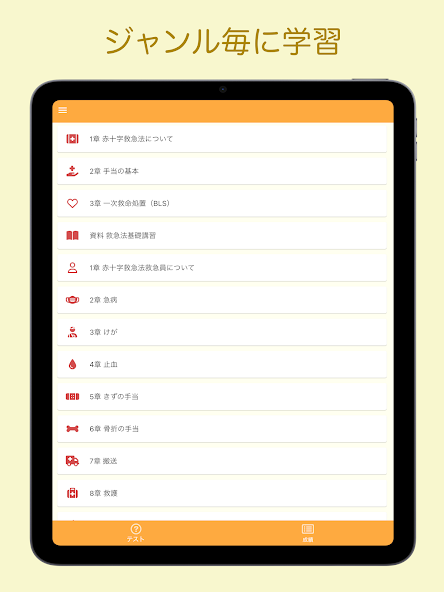 ジャンル毎に学習
1章 赤十字救急法について
2章 手当の基本
3章 一次救命処置（BLS）
資料 救急法基礎講習
1章 赤十字救急法救急員について
2章 急病
3章 けが
4章 止血
5章 きずの手当
6章 骨折の手当
7章 搬送
8章 救護
テスト
成績